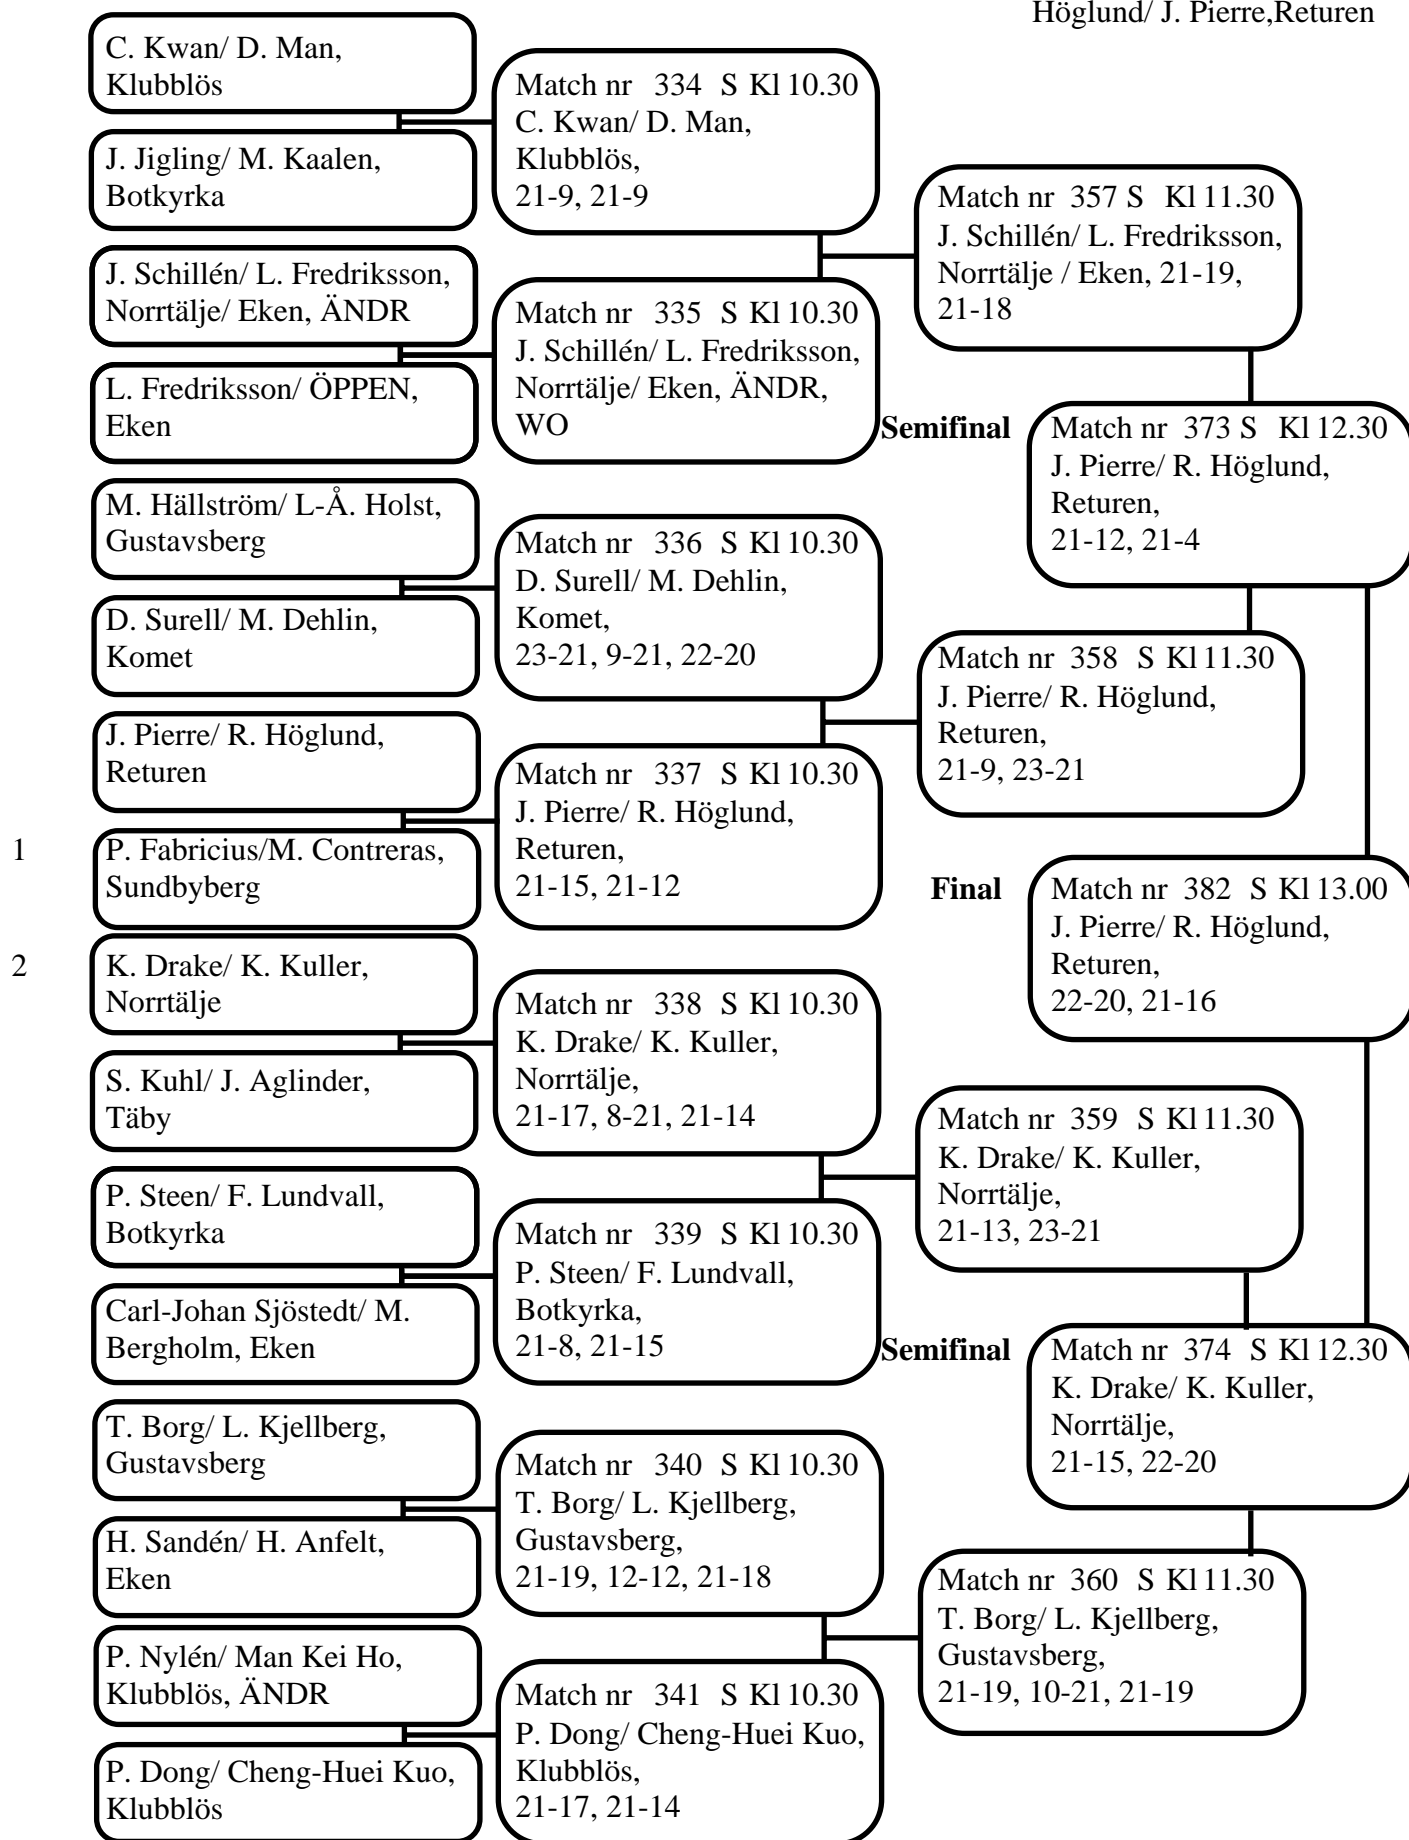 Höglund/ J. Pierre,Returen
C. Kwan/ D. Man,
Klubblös
J. Jigling/ M. Kaalen,
Botkyrka
J. Schillén/ L. Fredriksson,
Norrtälje/ Eken, ÄNDR
L. Fredriksson/ ÖPPEN,
Eken
M. Hällström/ L-Å. Holst,
Gustavsberg
D. Surell/ M. Dehlin,
Komet
J. Pierre/ R. Höglund,
Returen
1
P. Fabricius/M. Contreras,
Sundbyberg
2
K. Drake/ K. Kuller,
Norrtälje
S. Kuhl/ J. Aglinder,
Täby
P. Steen/ F. Lundvall,
Botkyrka
Carl-Johan Sjöstedt/ M.
Bergholm, Eken
T. Borg/ L. Kjellberg,
Gustavsberg
H. Sandén/ H. Anfelt,
Eken
P. Nylén/ Man Kei Ho,
Klubblös, ÄNDR
P. Dong/ Cheng-Huei Kuo,
Klubblös
Match nr 334 S Kl 10.30
C. Kwan/ D. Man,
Klubblös,
21-9, 21-9
Match nr 335 S Kl 10.30
J. Schillén/ L. Fredriksson,
Norrtälje/ Eken, ÄNDR,
WO
Match nr 336 S Kl 10.30
D. Surell/ M. Dehlin,
Komet,
23-21, 9-21, 22-20
Match nr 337 S Kl 10.30
J. Pierre/ R. Höglund,
Returen,
21-15, 21-12
Match nr 338 S Kl 10.30
K. Drake/ K. Kuller,
Norrtälje,
21-17, 8-21, 21-14
Match nr 339 S Kl 10.30
P. Steen/ F. Lundvall,
Botkyrka,
21-8, 21-15
Match nr 340 S Kl 10.30
T. Borg/ L. Kjellberg,
Gustavsberg,
21-19, 12-12, 21-18
Match nr 341 S Kl 10.30
P. Dong/ Cheng-Huei Kuo,
Klubblös,
21-17, 21-14
Match nr 357 S Kl 11.30
J. Schillén/ L. Fredriksson,
Norrtälje / Eken, 21-19,
21-18
Match nr 358 S Kl 11.30
J. Pierre/ R. Höglund,
Returen,
21-9, 23-21
Match nr 359 S Kl 11.30
K. Drake/ K. Kuller,
Norrtälje,
21-13, 23-21
Match nr 360 S Kl 11.30
T. Borg/ L. Kjellberg,
Gustavsberg,
21-19, 10-21, 21-19
Semifinal
Match nr 373 S Kl 12.30
J. Pierre/ R. Höglund,
Returen,
21-12, 21-4
Final
Match nr 382 S Kl 13.00
J. Pierre/ R. Höglund,
Returen,
22-20, 21-16
Semifinal
Match nr 374 S Kl 12.30
K. Drake/ K. Kuller,
Norrtälje,
21-15, 22-20